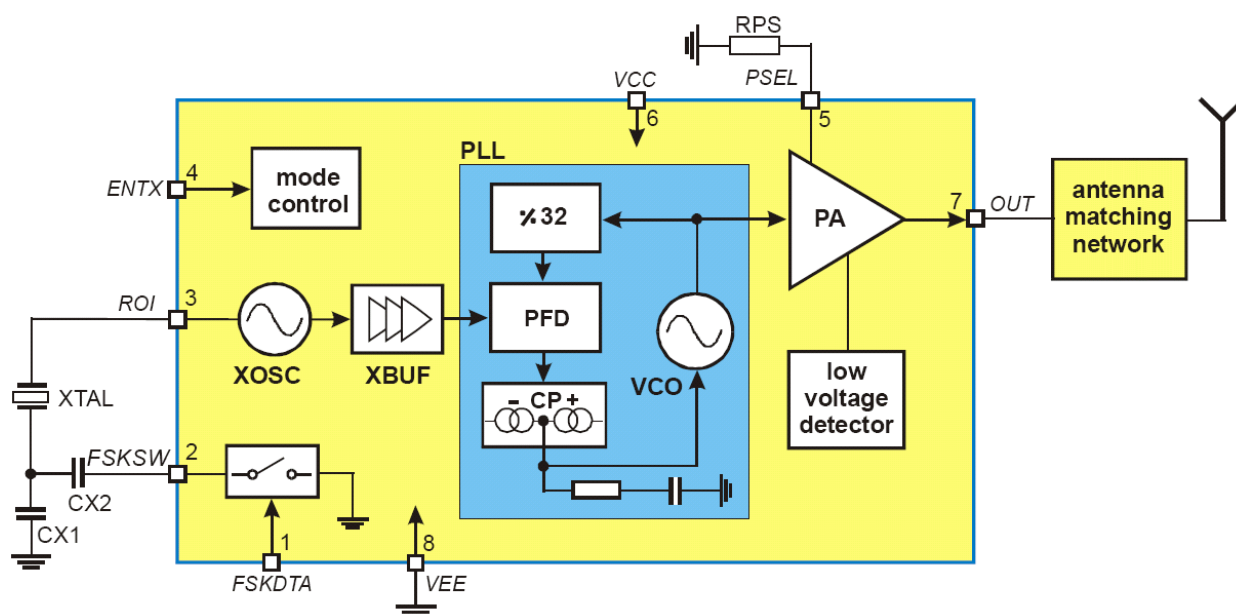 RPS
VCC
PSEL
6
5
PLL
4
ENTX
mode
control
٪32
PA
7
OUT
antenna
matching
network
3
ROI
PFD
XOSC
XBUF
VCO
low
voltage
detector
- CP +
XTAL
2
FSKSW
CX2
CX1
1
8
FSKDTA
VEE